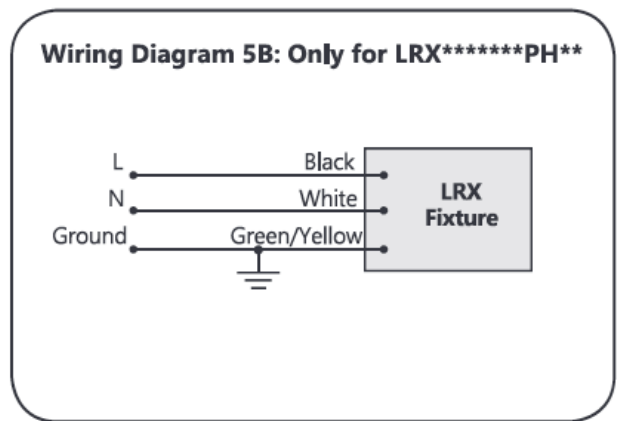 Wiring Diagram 5B: Only for LRX*******PH**
L Black
N White
Ground Green/Yellow
LRX
Fixture